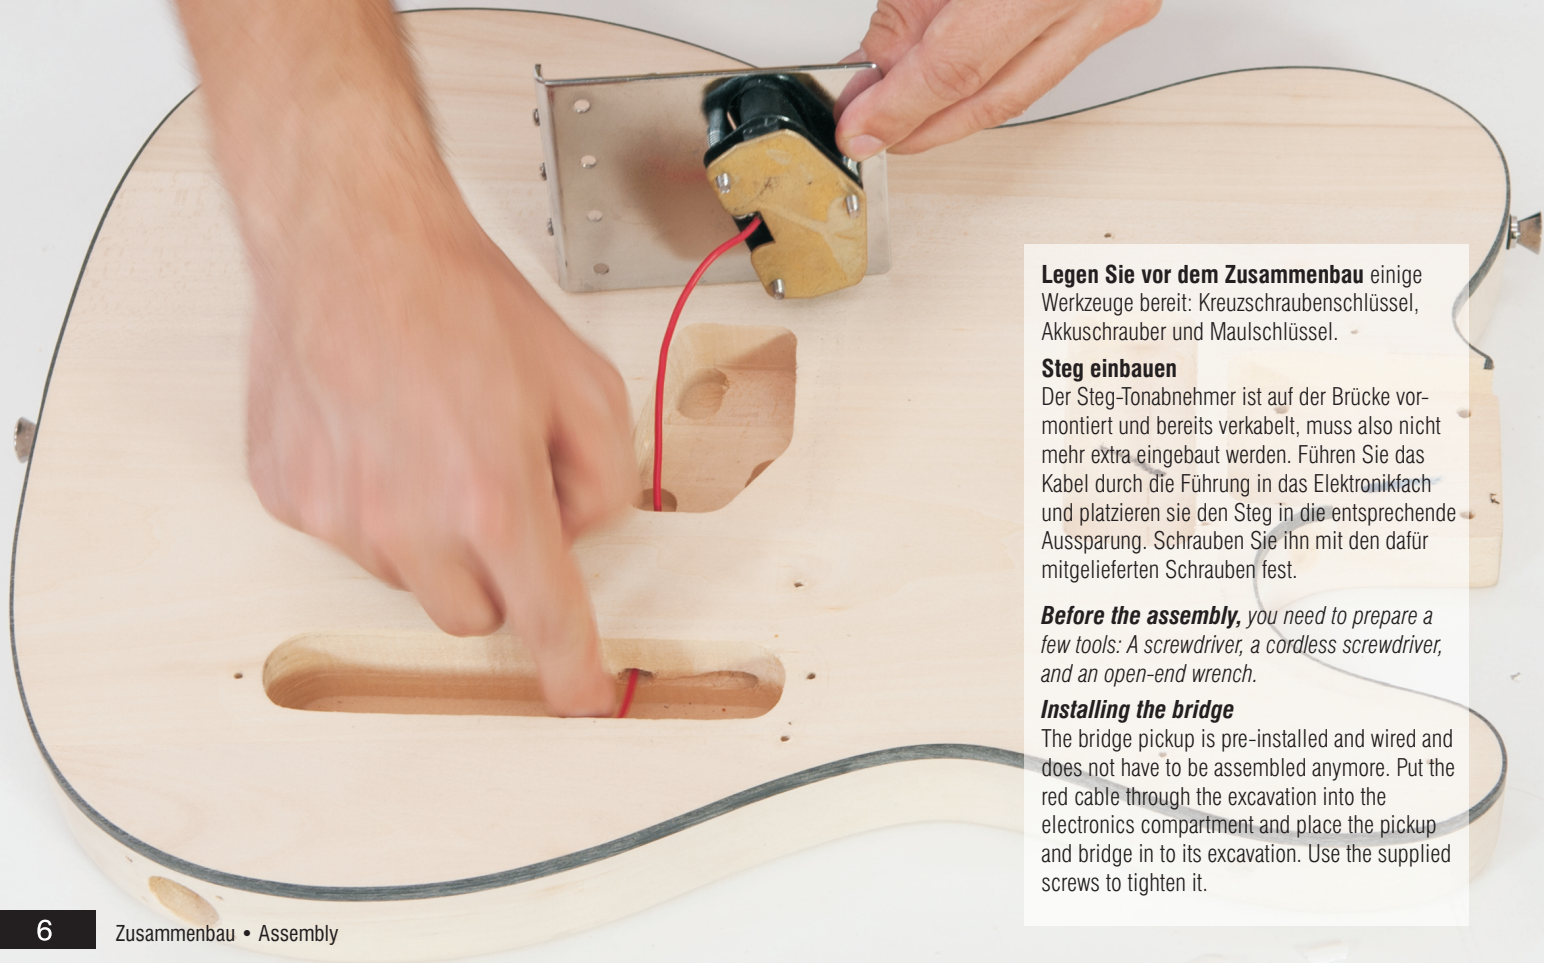 Legen Sie vor dem Zusammenbau einige
Werkzeuge bereit: Kreuzschraubenschlüssel,
Akkuschrauber und Maulschlüssel.
Steg einbauen
Der Steg-Tonabnehmer ist auf der Brücke vor-
montiert und bereits verkabelt, muss also nicht
mehr extra eingebaut werden. Führen Sie das
Kabel durch die Führung in das Elektronikfach
und platzieren sie den Steg in die entsprechende
Aussparung. Schrauben Sie ihn mit den dafür
mitgelieferten Schrauben fest.
Before the assembly, you need to prepare a
few tools: A screwdriver, a cordless screwdriver,
and an open-end wrench.
Installing the bridge
The bridge pickup is pre-installed and wired and
does not have to be assembled anymore. Put the
red cable through the excavation into the
electronics compartment and place the pickup
and bridge in to its excavation. Use the supplied
screws to tighten it.
6 Zusammenbau • Assembly